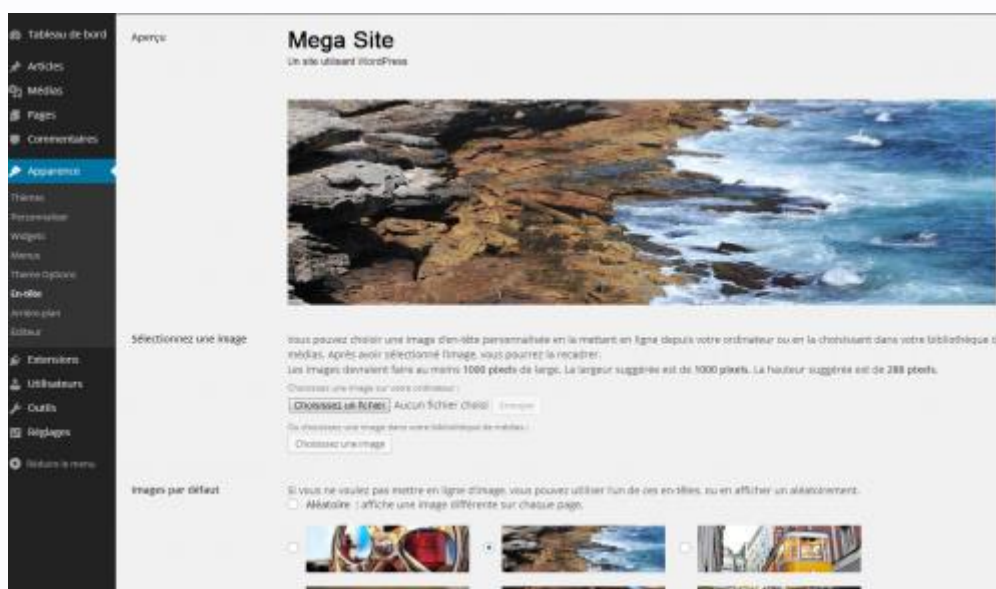 Tableau de bord
Articles
Médias
Pages
Commentaires
Apparence
Thèmes
Personnaliser
Widgets
Menus
Theme Options
En-tête
Arrière-plan
Éditeur
Extensions
Utilisateurs
Outils
Réglages
Réduire le menu
Aperçu
Mega Site
Un site utilisant WordPress
Sélectionnez une image
Vous pouvez choisir une image d'en-tête personnalisée en la mettant en ligne depuis votre ordinateur ou en la choisissant dans votre bibliothèque
médias. Après avoir sélectionné l'image, vous pourrez la recadrer.
Les images devraient faire au moins 1000 pixels de large. La largeur suggérée est de 1000 pixels. La hauteur suggérée est de 288 pixels.
Choisissez une image sur votre ordinateur :
Choisissez un fichier Aucun fichier choisi Envoyer
Ou choisissez une image dans votre bibliothèque de médias :
Choisissez une image
Images par défaut
Si vous ne voulez pas mettre en ligne d'image, vous pouvez utiliser l'un de ces en-têtes, ou en afficher un aléatoirement.
Aléatoire : affiche une image différente sur chaque page.